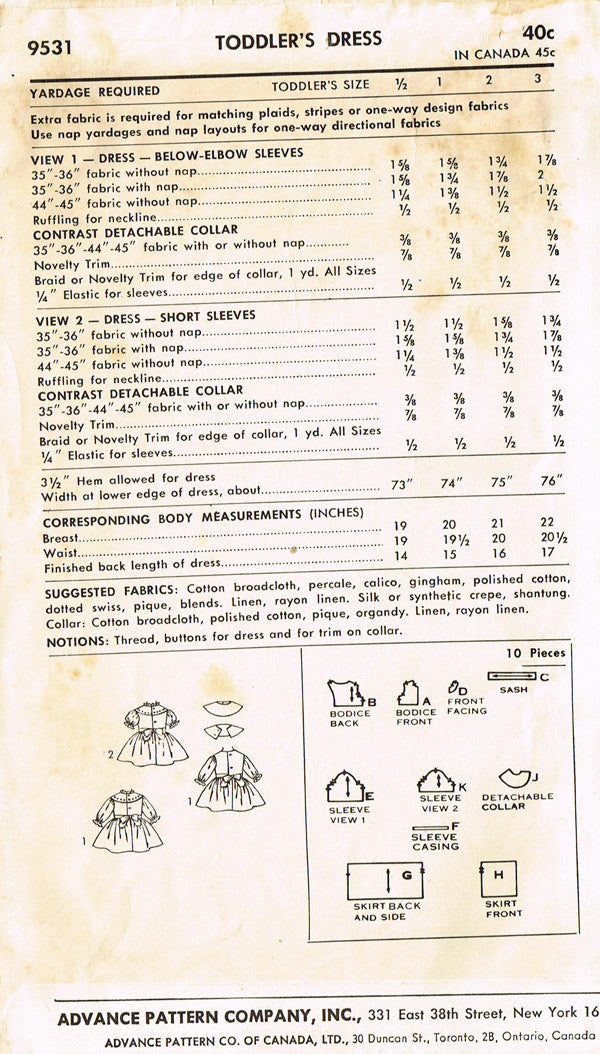 9531 TODDLER'S DRESS 40c
IN CANADA 45c
YARDAGE REQUIRED TODDLER'S SIZE ½ 1 2 3
Extra fabric is required for matching plaids, stripes or one-way design fabrics
Use nap yardages and nap layouts for one-way directional fabrics
VIEW 1 — DRESS — BELOW-ELBOW SLEEVES
35"-36" fabric without nap 1⅝ 1⅝ 1¾ 1⅞
35"-36" fabric with nap 1⅝ 1¾ 1⅞ 2
44"-45" fabric without nap 1¼ 1⅜ 1½ 1½
Ruffling for neckline ½ ½ ½ ½
CONTRAST DETACHABLE COLLAR
35"-36"-44"-45" fabric with or without nap ⅜ ⅜ ⅜ ⅜
Novelty Trim ⅞ ⅞ ⅞ ⅞
Braid or Novelty Trim for edge of collar, 1 yd. All Sizes
¼" Elastic for sleeves ½ ½ ½ ½
VIEW 2 — DRESS — SHORT SLEEVES
35"-36" fabric without nap 1½ 1½ 1⅝ 1¾
35"-36" fabric with nap 1⅝ 1⅝ 1¾ 1⅞
44"-45" fabric without nap 1¼ 1⅜ 1½ 1½
Ruffling for neckline ½ ½ ½ ½
CONTRAST DETACHABLE COLLAR
35"-36"-44"-45" fabric with or without nap ⅜ ⅜ ⅜ ⅜
Novelty Trim ⅞ ⅞ ⅞ ⅞
Braid or Novelty Trim for edge of collar, 1 yd. All Sizes
¼" Elastic for sleeves ½ ½ ½ ½
3½" Hem allowed for dress
Width at lower edge of dress, about 73" 74" 75" 76"
CORRESPONDING BODY MEASUREMENTS (INCHES)
Breast 19 20 21 22
Waist 19 19½ 20 20½
Finished back length of dress 14 15 16 17
SUGGESTED FABRICS: Cotton broadcloth, percale, calico, gingham, polished cotton,
dotted swiss, pique, blends. Linen, rayon linen. Silk or synthetic crepe, shantung.
Collar: Cotton broadcloth, polished cotton, pique, organdy. Linen, rayon linen.
NOTIONS: Thread, buttons for dress and for trim on collar.
10 Pieces
B
BODICE
BACK
A
BODICE
FRONT
D
FRONT
FACING
C
SASH
E
SLEEVE
VIEW 1
K
SLEEVE
VIEW 2
J
DETACHABLE
COLLAR
F
SLEEVE
CASING
G
SKIRT BACK
AND SIDE
H
SKIRT
FRONT
2
1
1
ADVANCE PATTERN COMPANY, INC., 331 East 38th Street, New York 16
ADVANCE PATTERN CO. OF CANADA, LTD., 30 Duncan St., Toronto, 2B, Ontario, Canada